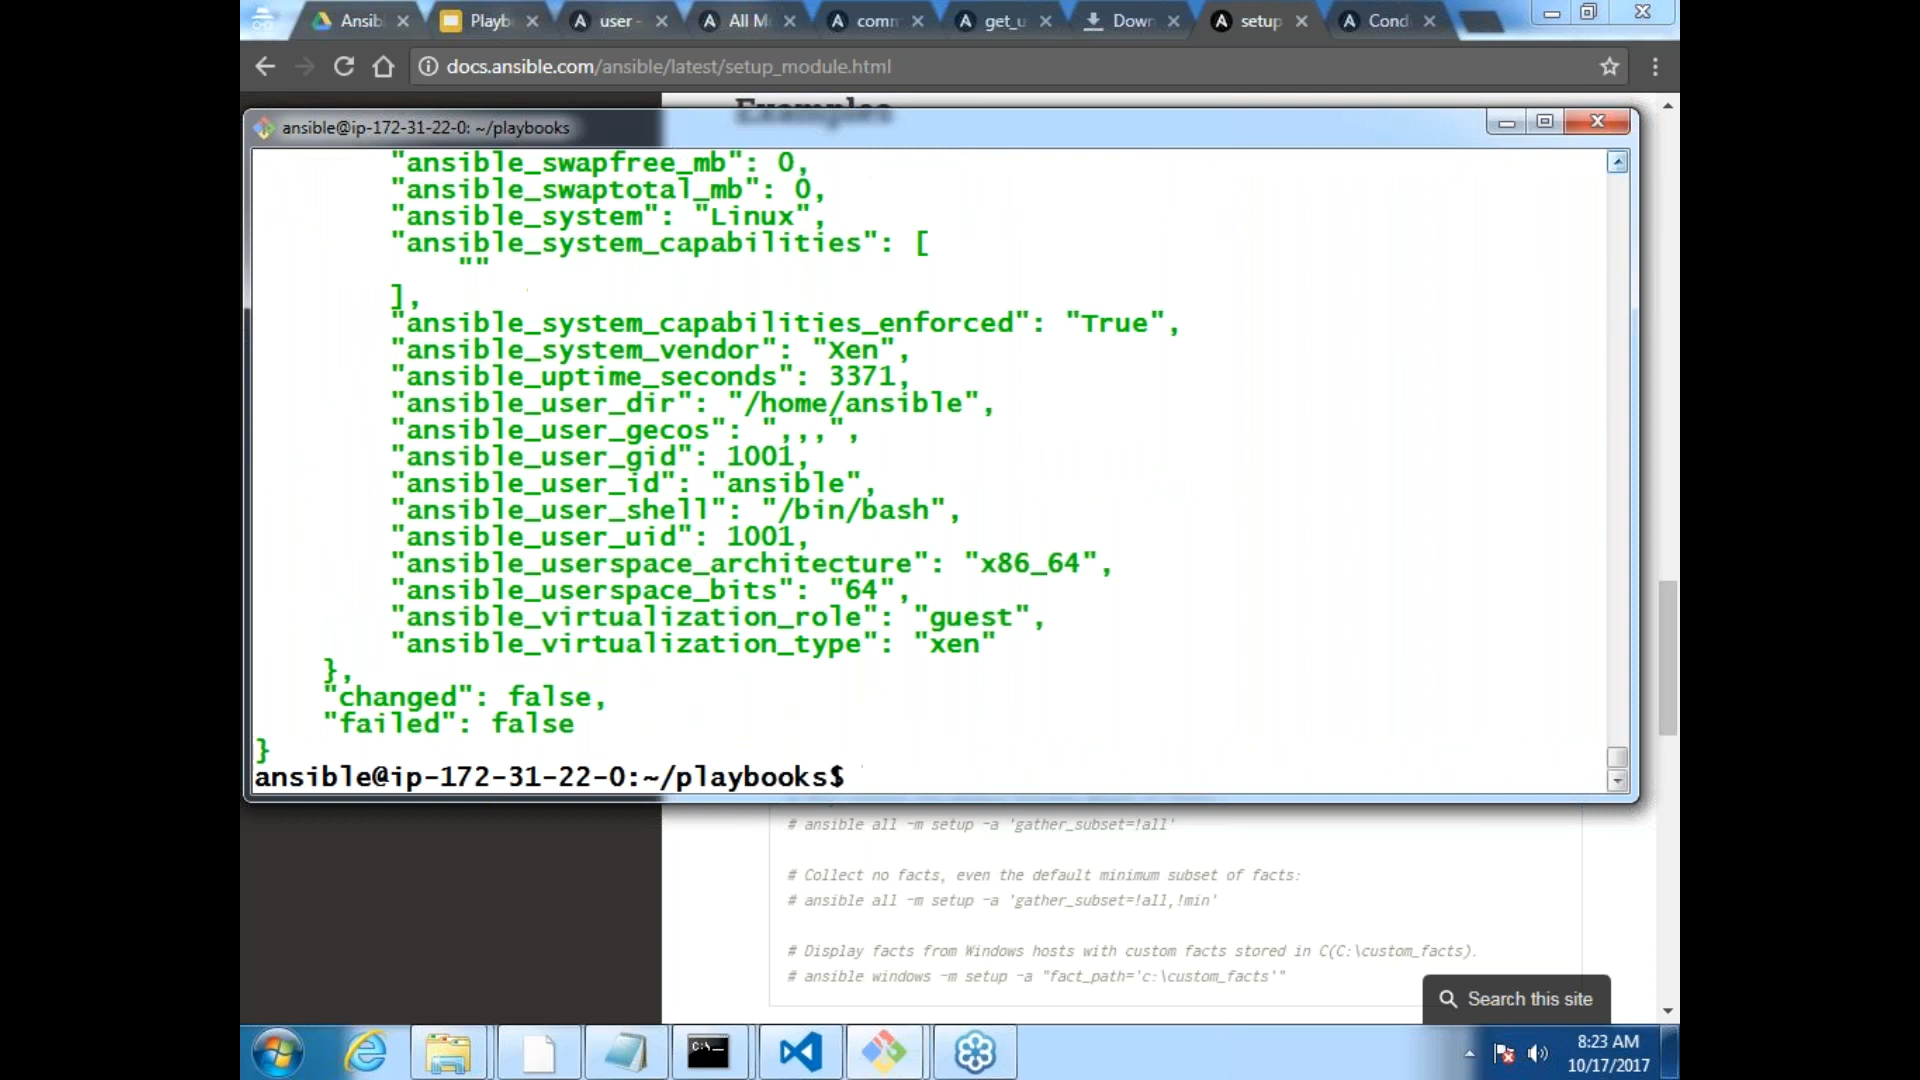 Ansib
Playb
user -
All M
comm
get_u
Down
setup
Cond
docs.ansible.com/ansible/latest/setup_module.html
Examples
ansible@ip-172-31-22-0: ~/playbooks
"ansible_swapfree_mb": 0,
"ansible_swaptotal_mb": 0,
"ansible_system": "Linux",
"ansible_system_capabilities": [
""
],
"ansible_system_capabilities_enforced": "True",
"ansible_system_vendor": "Xen",
"ansible_uptime_seconds": 3371,
"ansible_user_dir": "/home/ansible",
"ansible_user_gecos": ",,,",
"ansible_user_gid": 1001,
"ansible_user_id": "ansible",
"ansible_user_shell": "/bin/bash",
"ansible_user_uid": 1001,
"ansible_userspace_architecture": "x86_64",
"ansible_userspace_bits": "64",
"ansible_virtualization_role": "guest",
"ansible_virtualization_type": "xen"
},
"changed": false,
"failed": false
}
ansible@ip-172-31-22-0:~/playbooks$
# ansible all -m setup -a 'gather_subset=!all'
# Collect no facts, even the default minimum subset of facts:
# ansible all -m setup -a 'gather_subset=!all,!min'
# Display facts from Windows hosts with custom facts stored in C(C:\custom_facts).
# ansible windows -m setup -a "fact_path='c:\custom_facts'"
Search this site
8:23 AM
10/17/2017